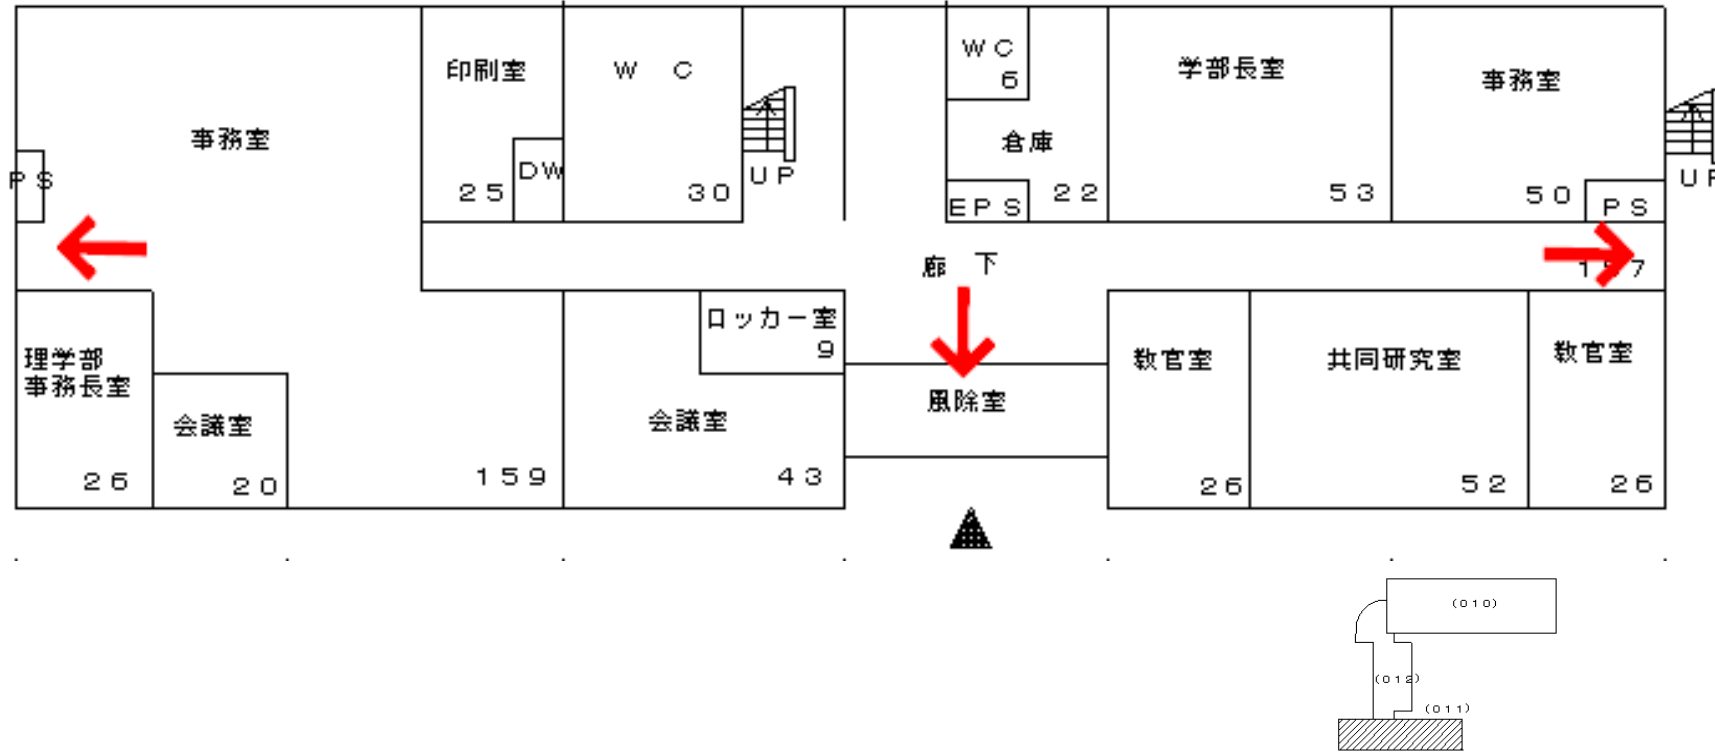 事務室
PS
印刷室
DW
25
W C
30
UP
WC
6
倉庫
EPS
22
学部長室
53
事務室
50
PS
UP
廊 下
理学部
事務長室
26
会議室
20
159
ロッカー室
9
会議室
43
風除室
教官室
26
共同研究室
52
教官室
26
(010)
(012)
(011)